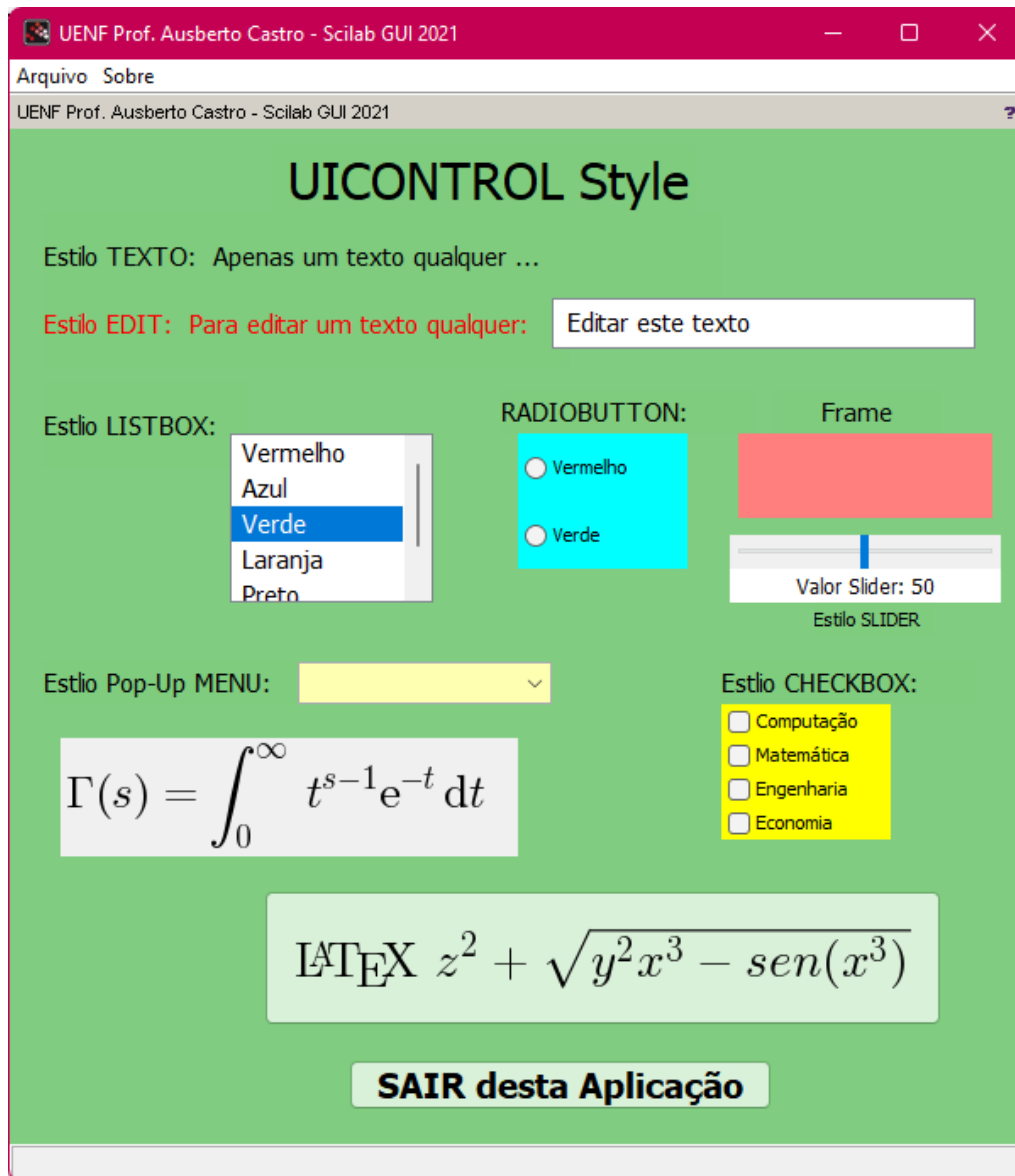 UENF Prof. Ausberto Castro - Scilab GUI 2021
Arquivo Sobre
UENF Prof. Ausberto Castro - Scilab GUI 2021 ?
UICONTROL Style
Estilo TEXTO: Apenas um texto qualquer ...
Estilo EDIT: Para editar um texto qualquer: Editar este texto
Estlio LISTBOX:
Vermelho
Azul
Verde
Laranja
Preto
RADIOBUTTON:
Vermelho
Verde
Frame
Valor Slider: 50
Estilo SLIDER
Estlio Pop-Up MENU:
Estlio CHECKBOX:
Computação
Matemática
Engenharia
Economia
Γ(s) = ∫₀^∞ t^{s−1}e^{−t} dt
LATEX z² + √(y²x³ − sen(x³))
SAIR desta Aplicação